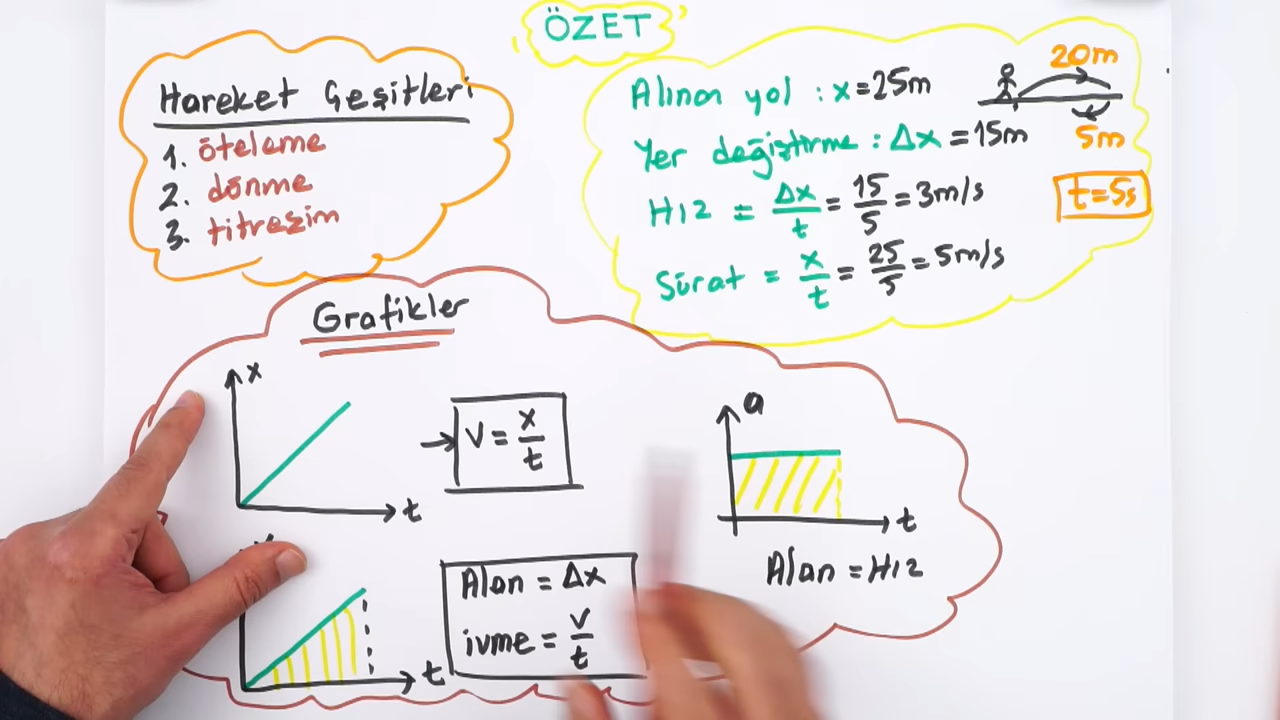 ÖZET
Hareket Çeşitleri
1. öteleme
2. dönme
3. titreşim
Alınan yol : x = 25m
Yer değiştirme : Δx = 15m
Hız = Δx/t = 15/5 = 3m/s
Sürat = x/t = 25/5 = 5m/s
20m
5m
t=5s
Grafikler
x
t
V = x/t
t
Alan = Δx
ivme = v/t
a
t
Alan = Hız